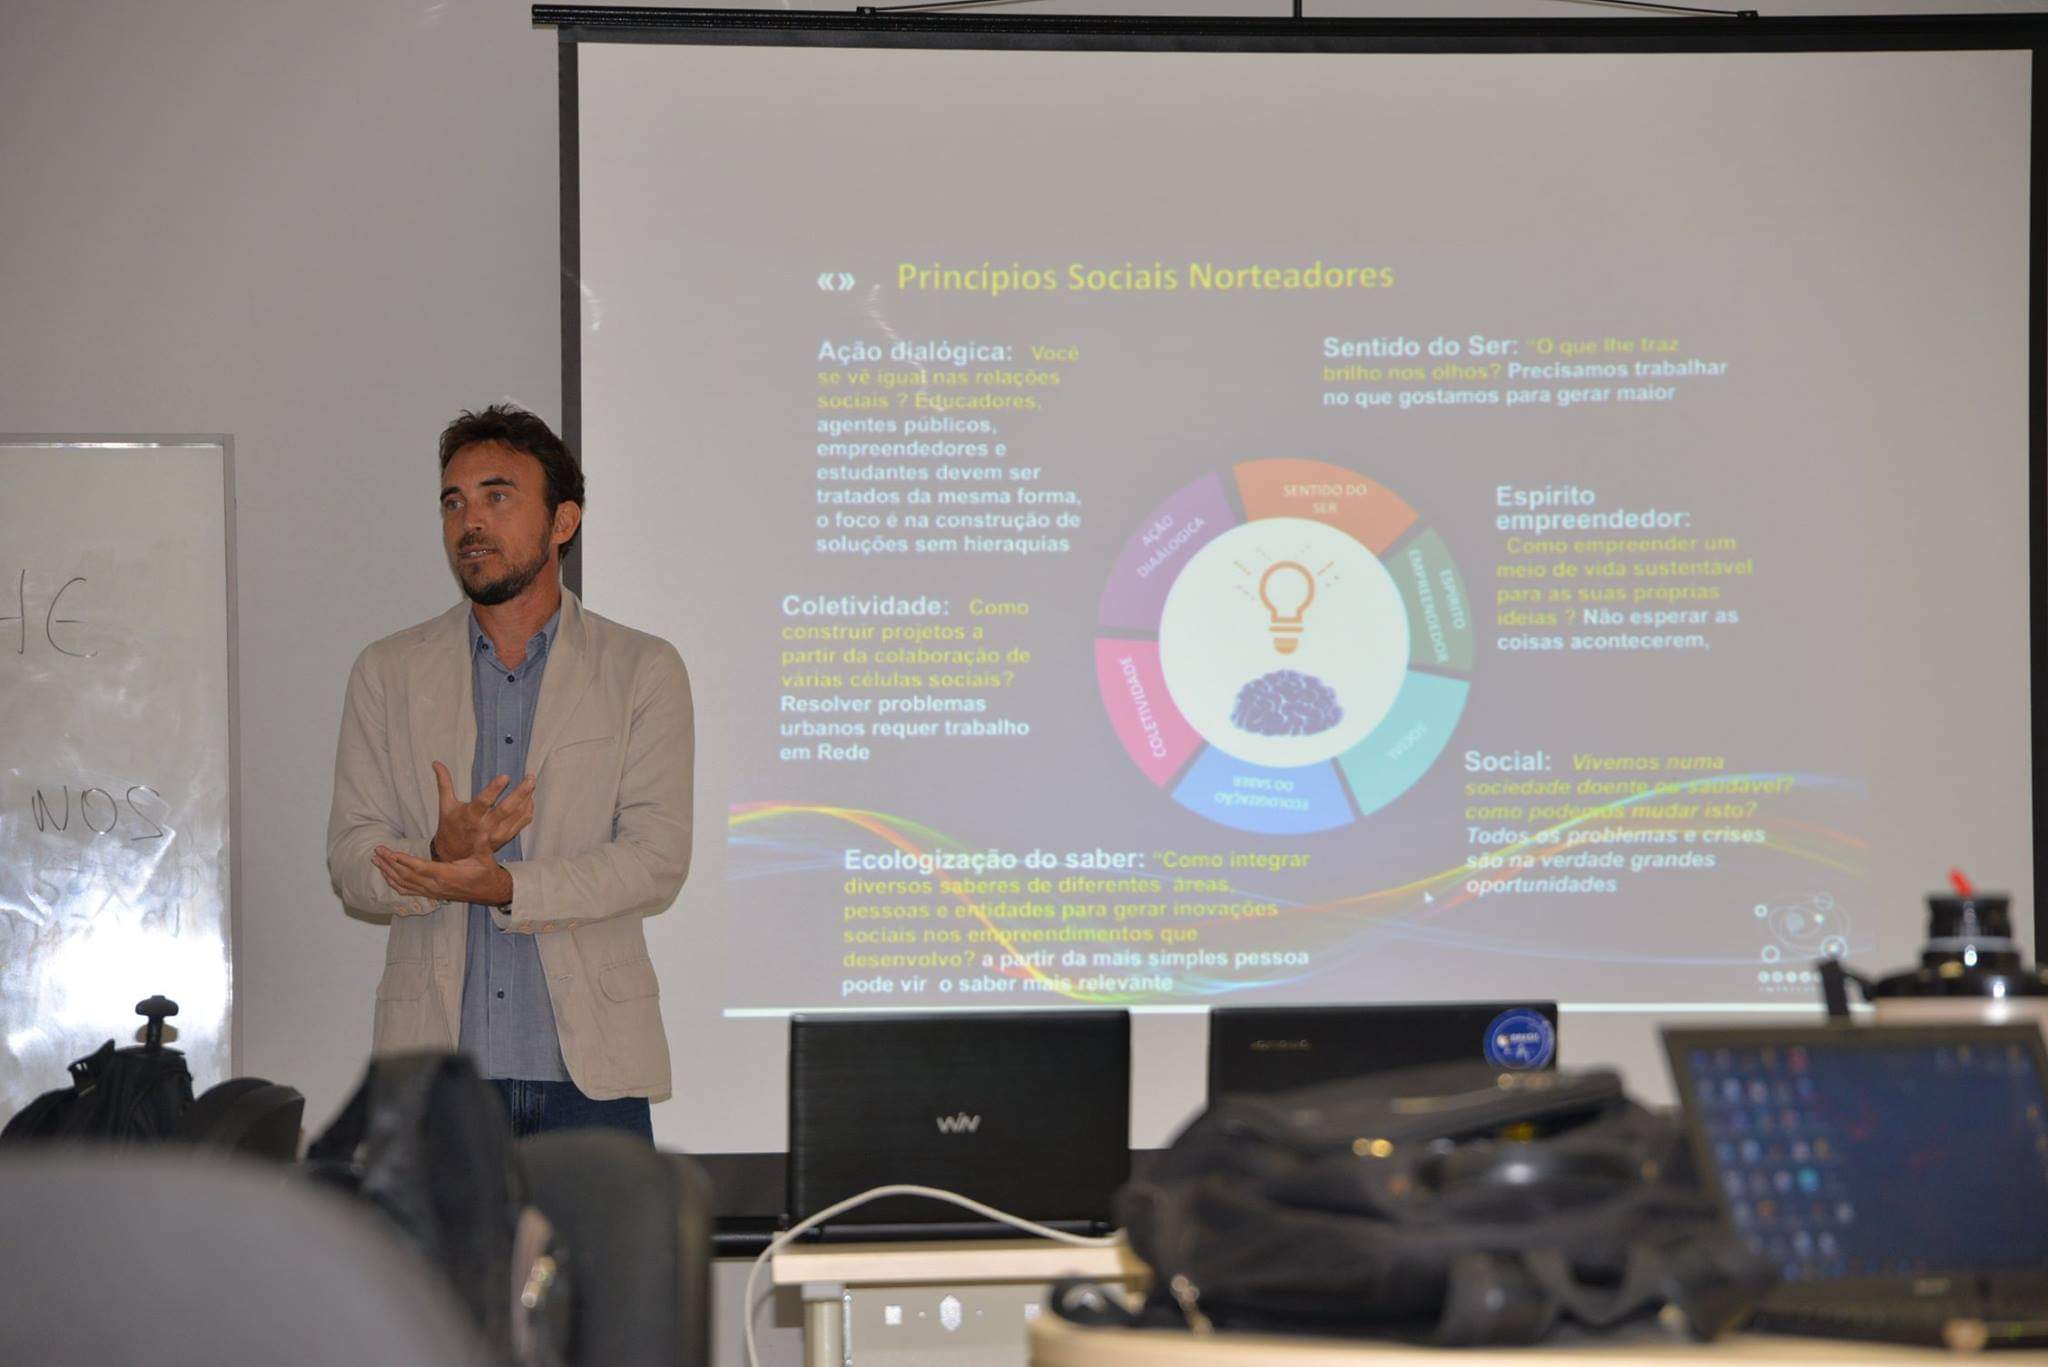 «» Princípios Sociais Norteadores
Ação dialógica: Você
se vê igual nas relações
sociais ? Educadores,
agentes públicos,
empreendedores e
estudantes devem ser
tratados da mesma forma,
o foco é na construção de
soluções sem hieraquias
Sentido do Ser: “O que lhe traz
brilho nos olhos? Precisamos trabalhar
no que gostamos para gerar maior
Espírito
empreendedor:
Como empreender um
meio de vida sustentável
para as suas próprias
ideias ? Não esperar as
coisas acontecerem,
Coletividade: Como
construir projetos a
partir da colaboração de
várias células sociais?
Resolver problemas
urbanos requer trabalho
em Rede
Social: Vivemos numa
sociedade doente ou saudável?
como podemos mudar isto?
Todos os problemas e crises
são na verdade grandes
oportunidades
Ecologização do saber: “Como integrar
diversos saberes de diferentes áreas,
pessoas e entidades para gerar inovações
sociais nos empreendimentos que
desenvolvo? a partir da mais simples pessoa
pode vir o saber mais relevante
SENTIDO DO
SER
ESPIRITO
EMPREENDEDOR
SOCIAL
ECOLOGIZAÇÃO
DO SABER
COLETIVIDADE
AÇÃO
DIALÓGICA
HE
NOS
WIN